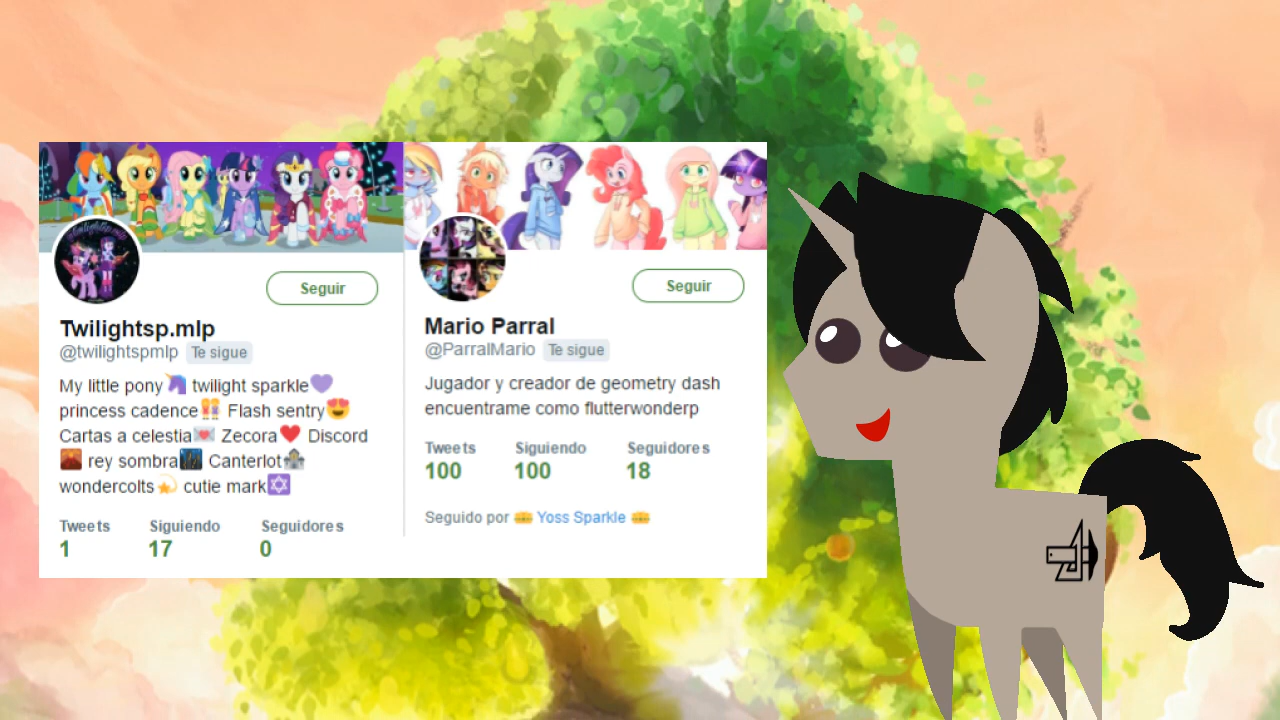 Seguir
Twilightsp.mlp
@twilightspmlp Te sigue
My little pony🦄 twilight sparkle💜
princess cadence👭 Flash sentry😍
Cartas a celestia💌 Zecora❤ Discord
🌋 rey sombra🌃 Canterlot🏰
wondercolts💫 cutie mark🔯
Tweets Siguiendo Seguidores
1 17 0
Seguir
Mario Parral
@ParralMario Te sigue
Jugador y creador de geometry dash
encuentrame como flutterwonderp
Tweets Siguiendo Seguidores
100 100 18
Seguido por Yoss Sparkle